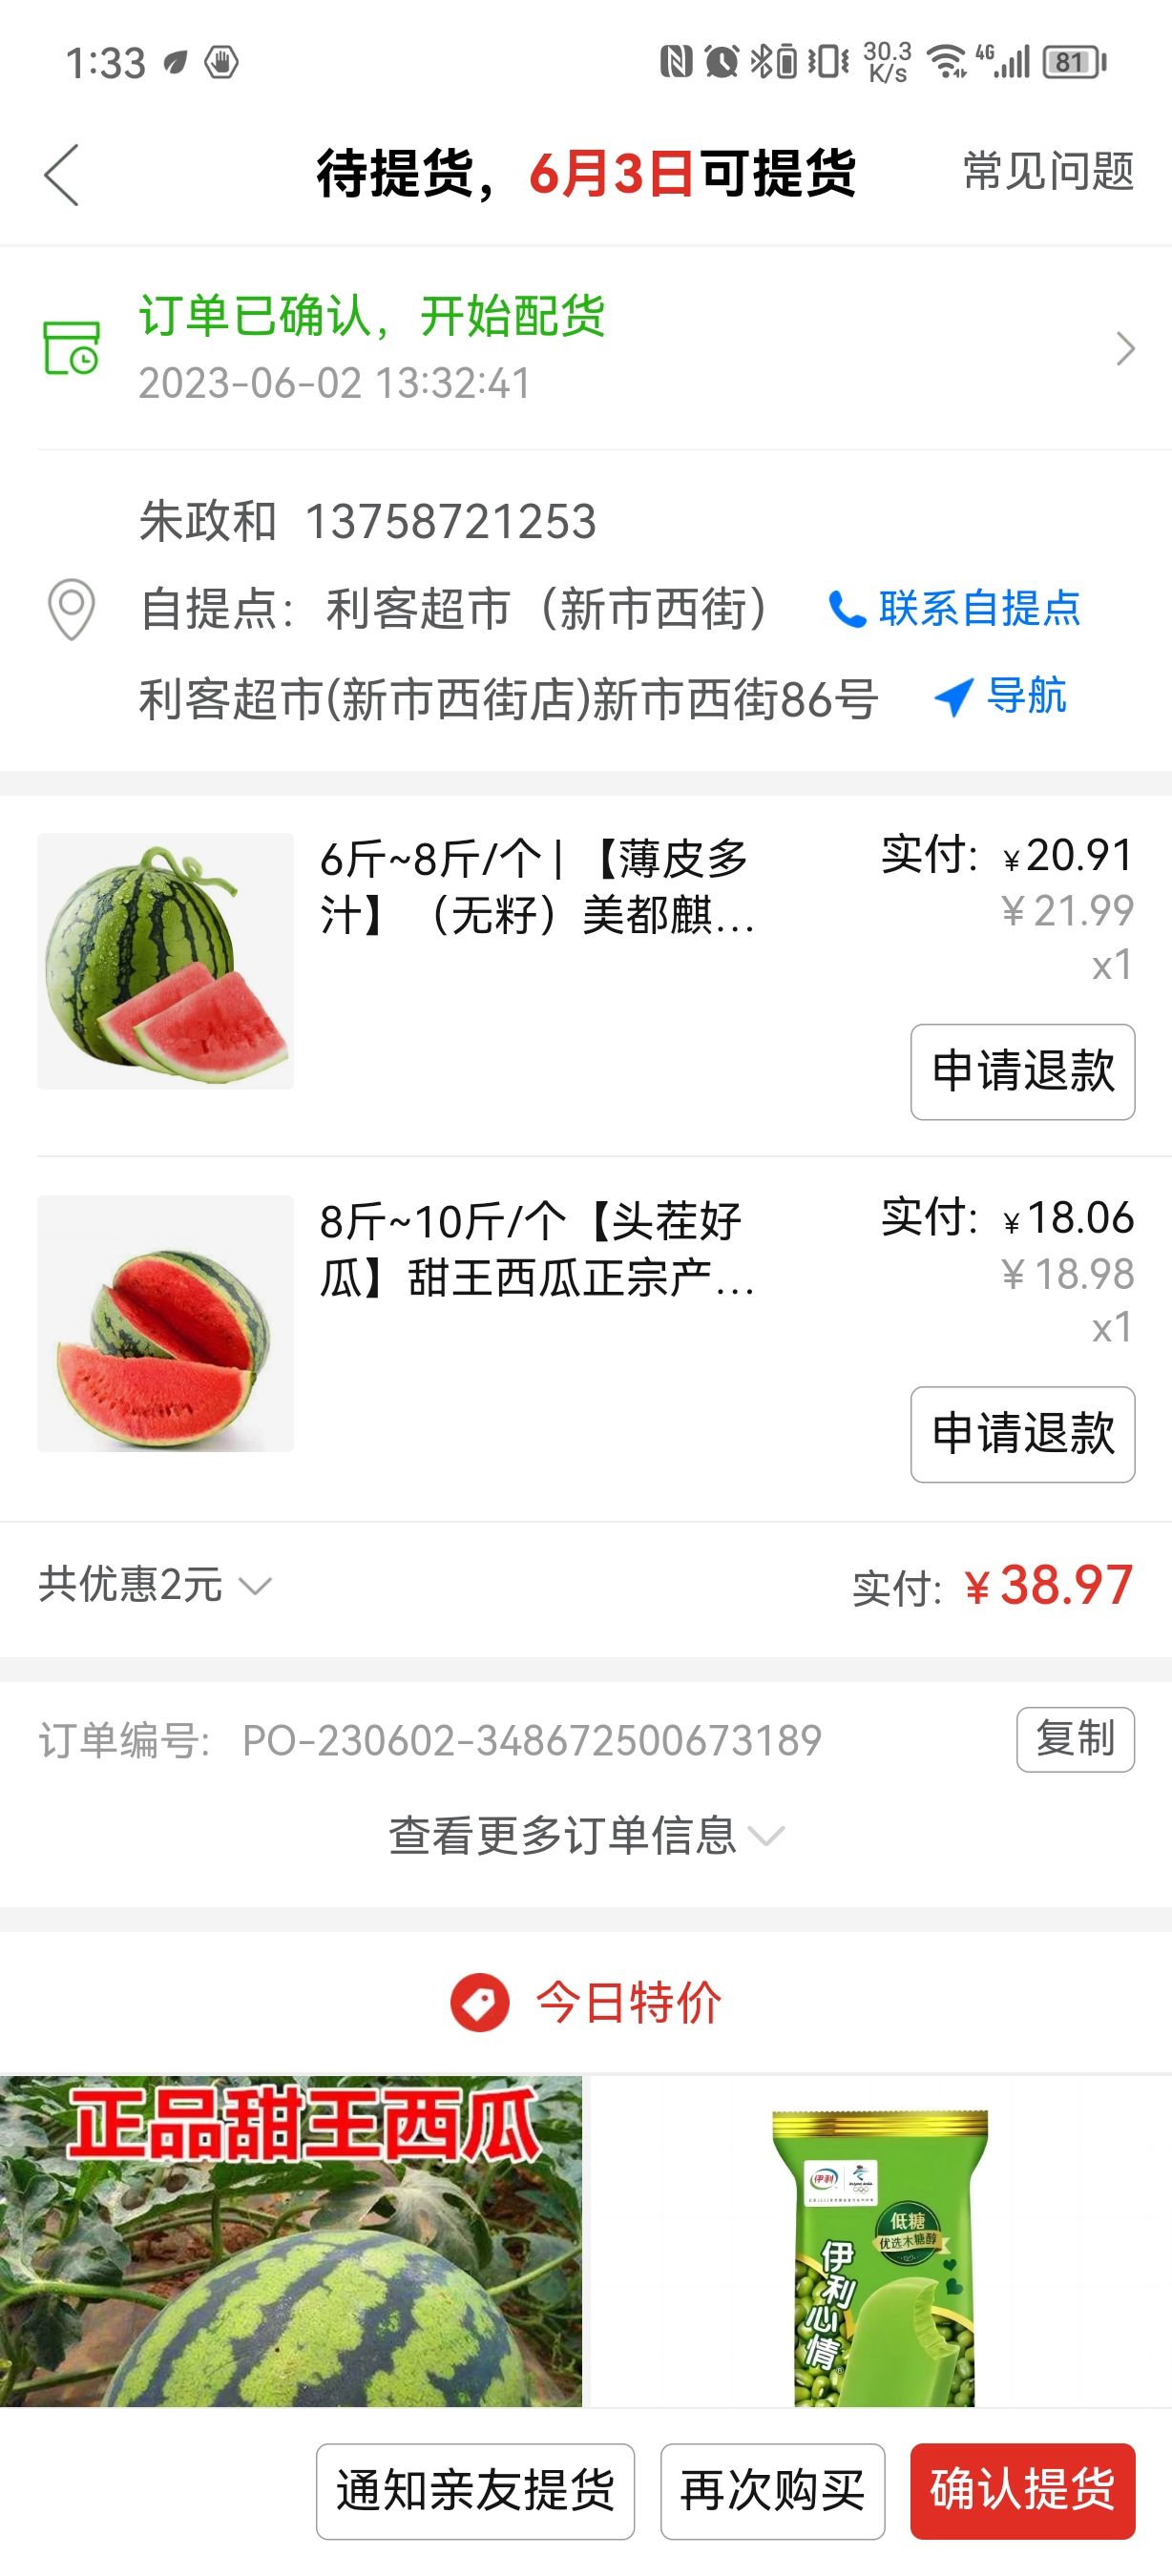 1:33
30.3
K/s
4G
81
待提货，6月3日可提货
常见问题
订单已确认，开始配货
2023-06-02 13:32:41
朱政和 13758721253
自提点：利客超市（新市西街）
联系自提点
利客超市(新市西街店)新市西街86号
导航
6斤~8斤/个 | 【薄皮多
汁】（无籽）美都麒...
实付: ¥20.91
¥21.99
x1
申请退款
8斤~10斤/个【头茬好
瓜】甜王西瓜正宗产...
实付: ¥18.06
¥18.98
x1
申请退款
共优惠2元
实付: ¥38.97
订单编号: PO-230602-348672500673189
复制
查看更多订单信息
今日特价
正品甜王西瓜
伊利
低糖
优选木糖醇
伊利心情
通知亲友提货
再次购买
确认提货